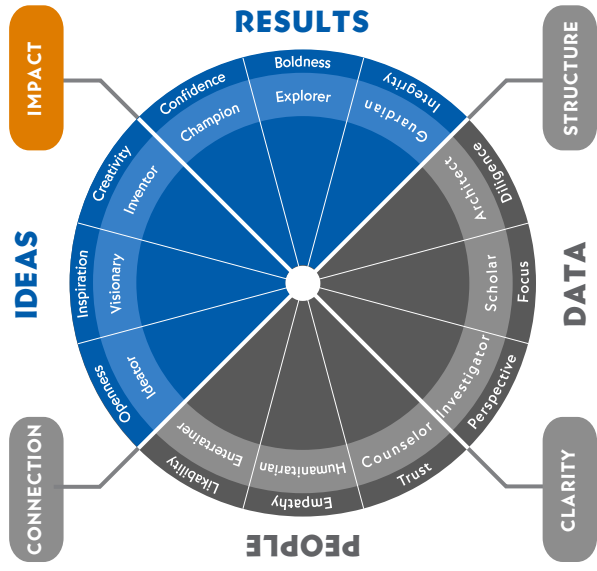 RESULTS
IMPACT
STRUCTURE
Confidence
Boldness
Integrity
Champion
Explorer
Guardian
Creativity
Inventor
Architect
Diligence
IDEAS
Inspiration
Visionary
Scholar
Focus
DATA
Openness
Ideator
Investigator
Perspective
Entertainer
Humanitarian
Counselor
Likability
Empathy
Trust
CONNECTION
CLARITY
PEOPLE